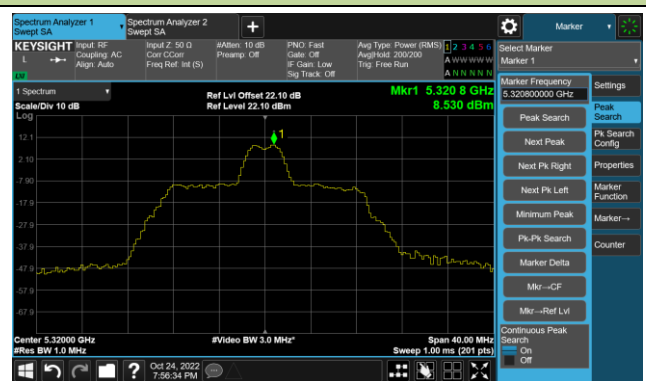 Spectrum Analyzer 1
Swept SA
Spectrum Analyzer 2
Swept SA
+
Marker
KEYSIGHT
L
LV
Input: RF
Coupling: AC
Align: Auto
Input Z: 50 Ω
Corr CCorr
Freq Ref: Int (S)
#Atten: 10 dB
Preamp: Off
PNO: Fast
Gate: Off
IF Gain: Low
Sig Track: Off
Avg Type: Power (RMS)
Avg|Hold: 200/200
Trig: Free Run
1 2 3 4 5 6
A W W W W W
A N N N N N
Select Marker
Marker 1
1 Spectrum
Scale/Div 10 dB
Log
Ref Lvl Offset 22.10 dB
Ref Level 22.10 dBm
Mkr1 5.320 8 GHz
8.530 dBm
12.1
2.10
-7.90
-17.9
-27.9
-37.9
-47.9
-57.9
-67.9
1
Center 5.32000 GHz
#Res BW 1.0 MHz
#Video BW 3.0 MHz*
Span 40.00 MHz
Sweep 1.00 ms (201 pts)
Marker Frequency
5.320800000 GHz
Peak Search
Next Peak
Next Pk Right
Next Pk Left
Minimum Peak
Pk-Pk Search
Marker Delta
Mkr→CF
Mkr→Ref Lvl
Continuous Peak
Search
On
Off
Settings
Peak
Search
Pk Search
Config
Properties
Marker
Function
Marker→
Counter
?
Oct 24, 2022
7:56:34 PM